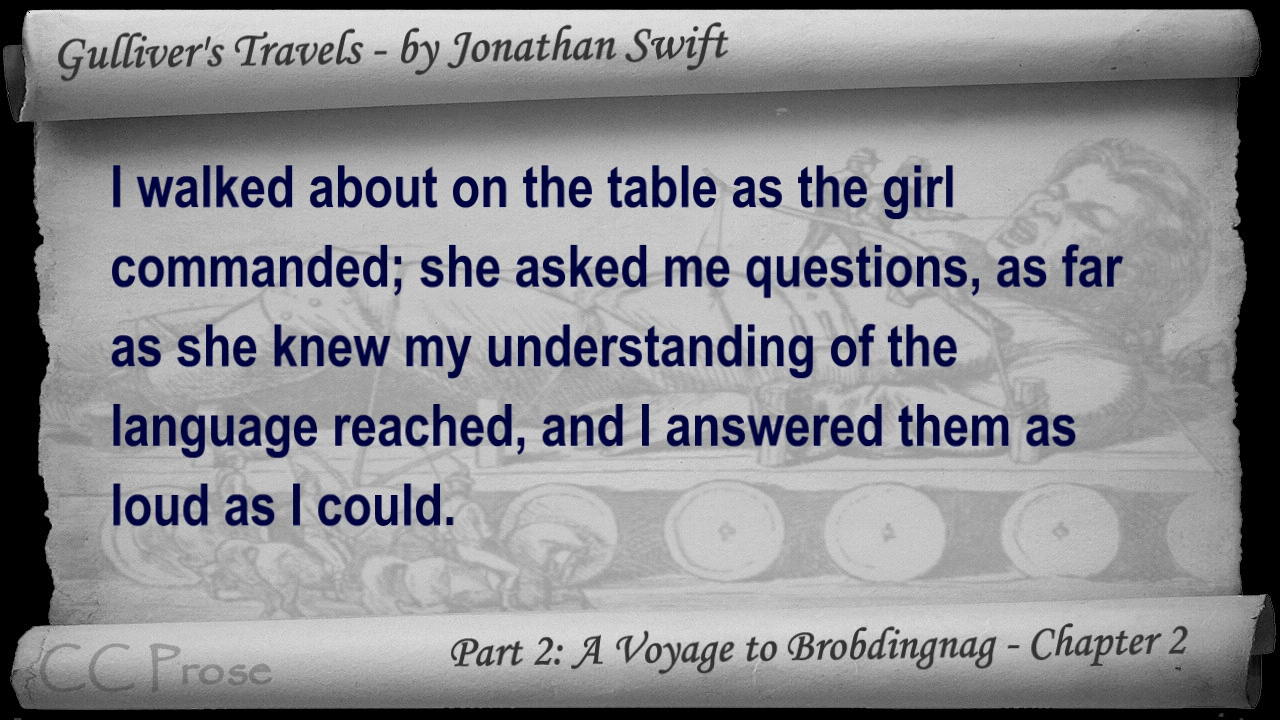 Gulliver's Travels - by Jonathan Swift
I walked about on the table as the girl
commanded; she asked me questions, as far
as she knew my understanding of the
language reached, and I answered them as
loud as I could.
Part 2: A Voyage to Brobdingnag - Chapter 2
CC Prose